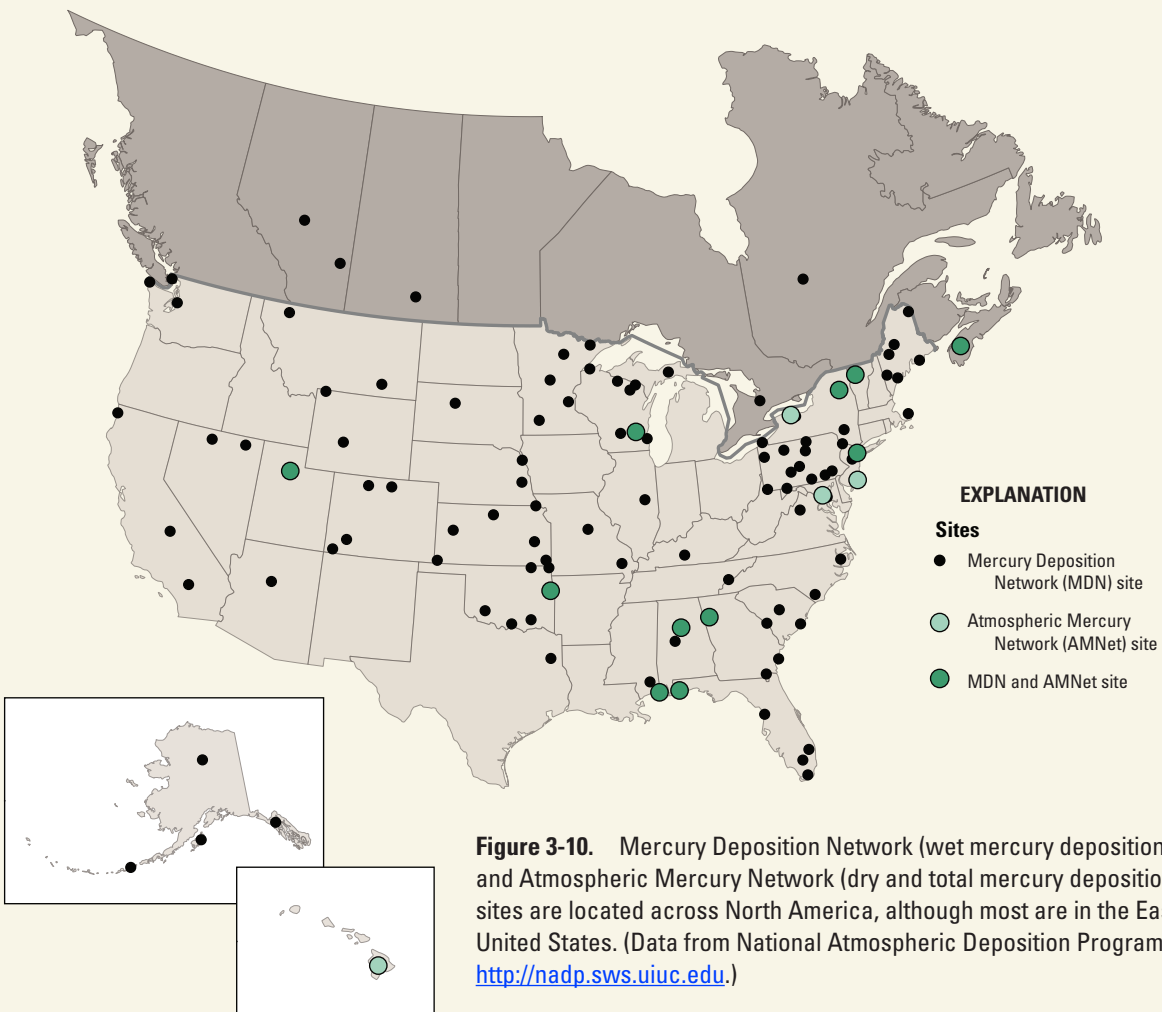 EXPLANATION
Sites
Mercury Deposition
Network (MDN) site
Atmospheric Mercury
Network (AMNet) site
MDN and AMNet site
Figure 3-10. Mercury Deposition Network (wet mercury deposition
and Atmospheric Mercury Network (dry and total mercury depositio
sites are located across North America, although most are in the Ea
United States. (Data from National Atmospheric Deposition Program
http://nadp.sws.uiuc.edu.)